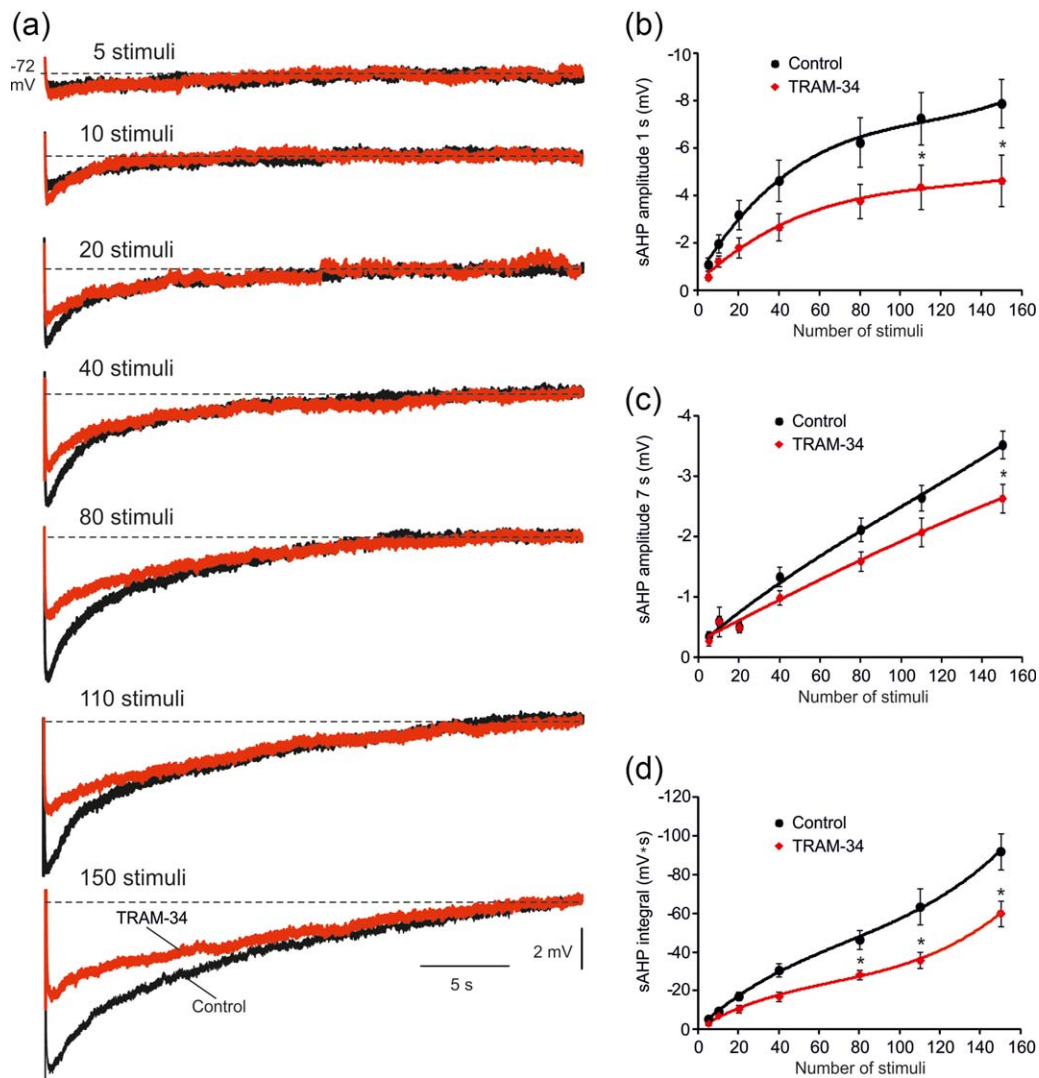 (a)
5 stimuli
-72
mV
10 stimuli
20 stimuli
40 stimuli
80 stimuli
110 stimuli
150 stimuli
TRAM-34
Control
2 mV
5 s
(b)
-10
-8
-6
-4
-2
0
sAHP amplitude 1 s (mV)
Control
TRAM-34
*
*
0 20 40 60 80 100 120 140 160
Number of stimuli
(c)
-4
-3
-2
-1
0
sAHP amplitude 7 s (mV)
Control
TRAM-34
*
0 20 40 60 80 100 120 140 160
Number of stimuli
(d)
-120
-100
-80
-60
-40
-20
0
sAHP integral (mV*s)
Control
TRAM-34
*
*
*
0 20 40 60 80 100 120 140 160
Number of stimuli